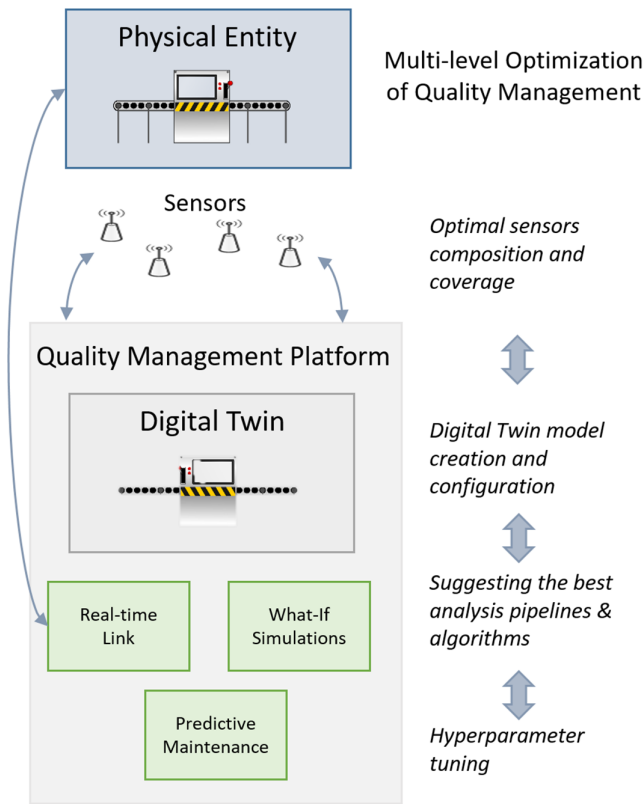 Physical Entity
Multi-level Optimization
of Quality Management
Sensors
Optimal sensors
composition and
coverage
Quality Management Platform
Digital Twin
Digital Twin model
creation and
configuration
Real-time
Link
What-If
Simulations
Suggesting the best
analysis pipelines &
algorithms
Predictive
Maintenance
Hyperparameter
tuning